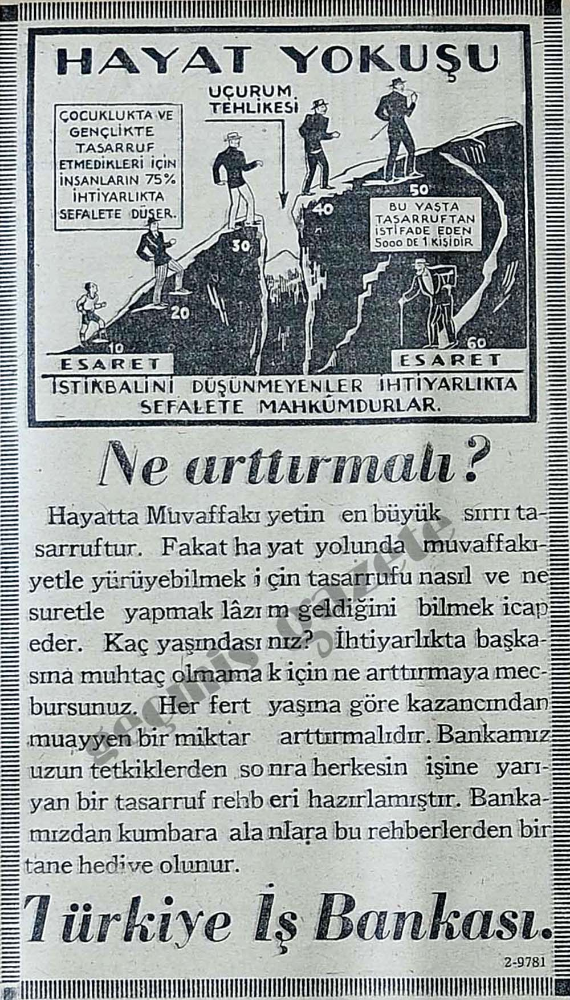 HAYAT YOKUŞU
UÇURUM
TEHLİKESİ
ÇOCUKLUKTA VE
GENÇLİKTE
TASARRUF
ETMEDİKLERİ İÇİN
İNSANLARIN 75%
İHTİYARLIKTA
SEFALETE DÜŞER.
50
40
BU YAŞTA
TASARRUFTAN
İSTİFADE EDEN
5000 DE 1 KİŞİDİR
30
20
10
60
ESARET
ESARET
İSTİKBALİNİ DÜŞÜNMEYENLER İHTİYARLIKTA
SEFALETE MAHKÛMDURLAR.
Ne arttırmalı?
Hayatta Muvaffakı yetin en büyük sırrı ta-
sarruftur. Fakat ha yat yolunda muvaffakı-
yetle yürüyebilmek i çin tasarrufu nasıl ve ne
suretle yapmak lâzı m geldiğini bilmek icap
eder. Kaç yaşındası nız? İhtiyarlıkta başka-
sına muhtaç olmama k için ne arttırmaya mec-
bursunuz. Her fert yaşına göre kazancından
muayyen bir miktar arttırmalıdır. Bankamız
uzun tetkiklerden so nra herkesin işine yarı-
yan bir tasarruf rehb eri hazırlamıştır. Banka-
mızdan kumbara ala nlara bu rehberlerden bir
tane hediye olunur.
Türkiye İş Bankası.
2-9781
geçmiş gazete